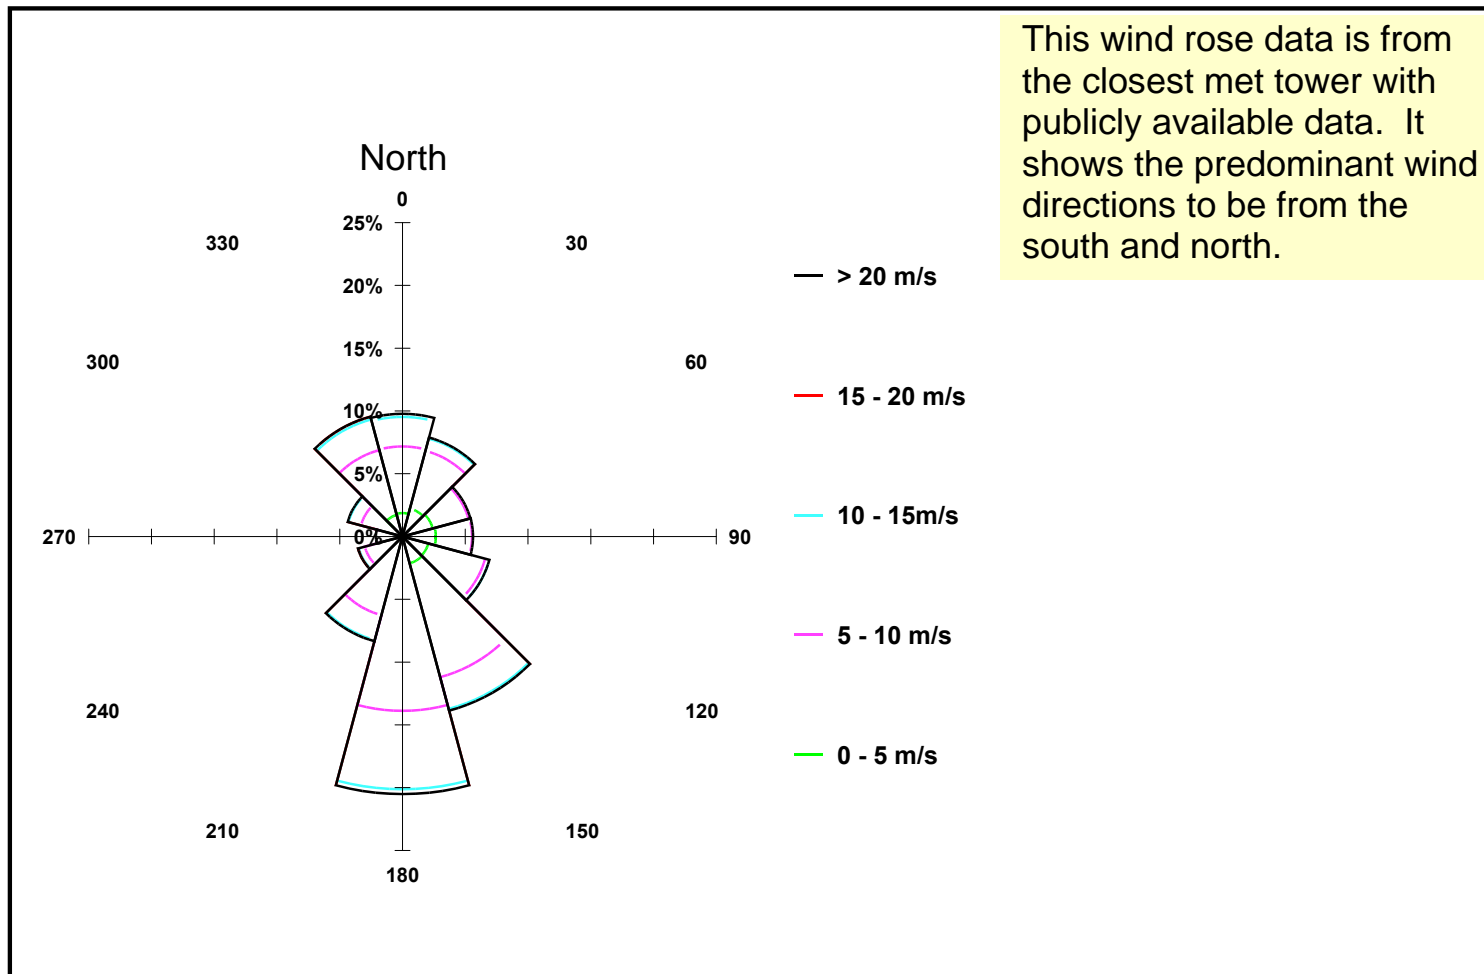 This wind rose data is from
the closest met tower with
publicly available data.  It
shows the predominant wind
directions to be from the
south and north.
North
0
25%
330
30
20%
> 20 m/s
15%
300
60
15 - 20 m/s
10%
5%
10 - 15m/s
270
0%
90
5 - 10 m/s
240
120
0 - 5 m/s
210
150
180